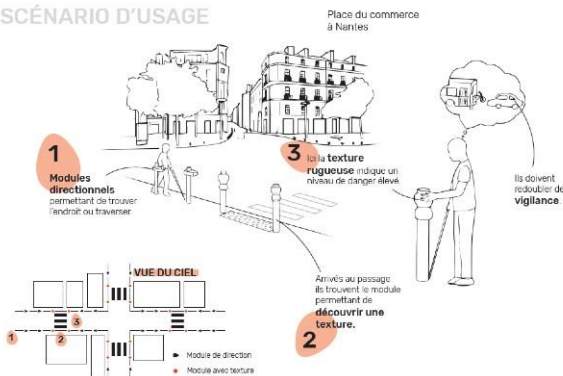 SCÉNARIO D'USAGE
Place du commerce
à Nantes
1
Modules
directionnels
permettant de trouver
l'endroit ou traverser
3
Ici la texture
rugueuse indique un
niveau de danger élevé.
Ils doivent
redoubler de
vigilance.
Arrivés au passage
ils trouvent le module
permettant de
découvrir une
texture.
2
VUE DU CIEL
1
2
3
Module de direction
Module avec texture